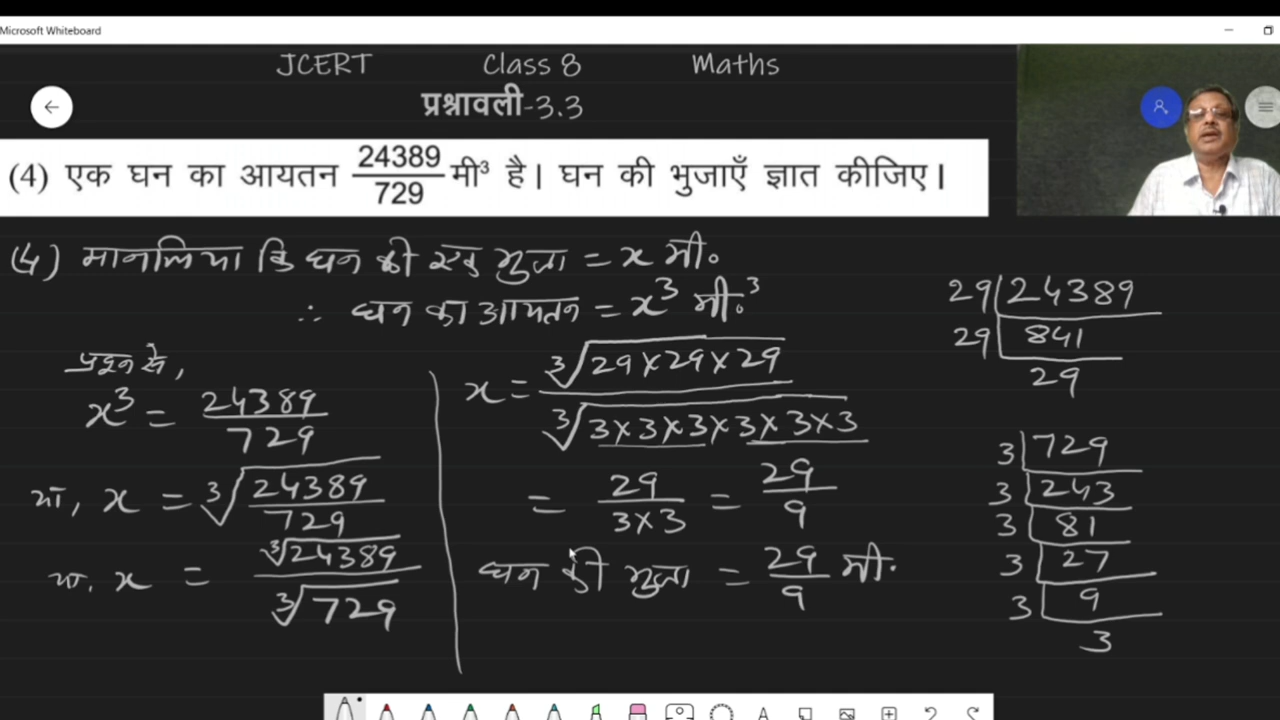 Microsoft Whiteboard
JCERT Class 8 Maths
प्रश्नावली-3.3
(4) एक घन का आयतन 24389/729 मी³ है। घन की भुजाएँ ज्ञात कीजिए।
(4) मानलिया कि घन की एक भुजा = x मी०
∴ घन का आयतन = x³ मी०³
प्रश्न से,
x³ = 24389/729
या, x = ∛(24389/729)
या, x = ∛24389/∛729
x = ∛(29×29×29)/∛(3×3×3×3×3×3)
= 29/(3×3) = 29/9
घन की भुजा = 29/9 मी.
29 | 24389
29 | 841
29
3 | 729
3 | 243
3 | 81
3 | 27
3 | 9
3